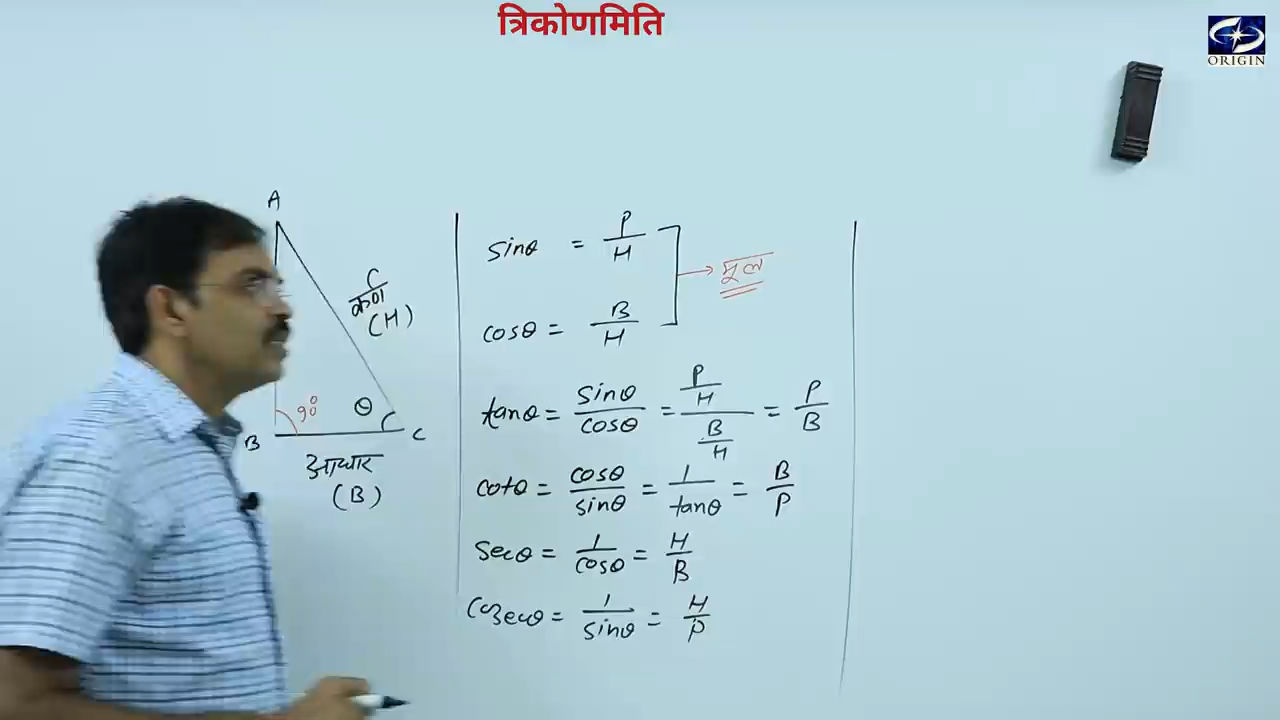 त्रिकोणमिति
ORIGIN
A
कर्ण
(H)
90°
θ
B
C
आधार
(B)
sinθ = P/H
cosθ = B/H
→ मूल
tanθ = sinθ/cosθ = (P/H)/(B/H) = P/B
cotθ = cosθ/sinθ = 1/tanθ = B/P
secθ = 1/cosθ = H/B
cosecθ = 1/sinθ = H/P